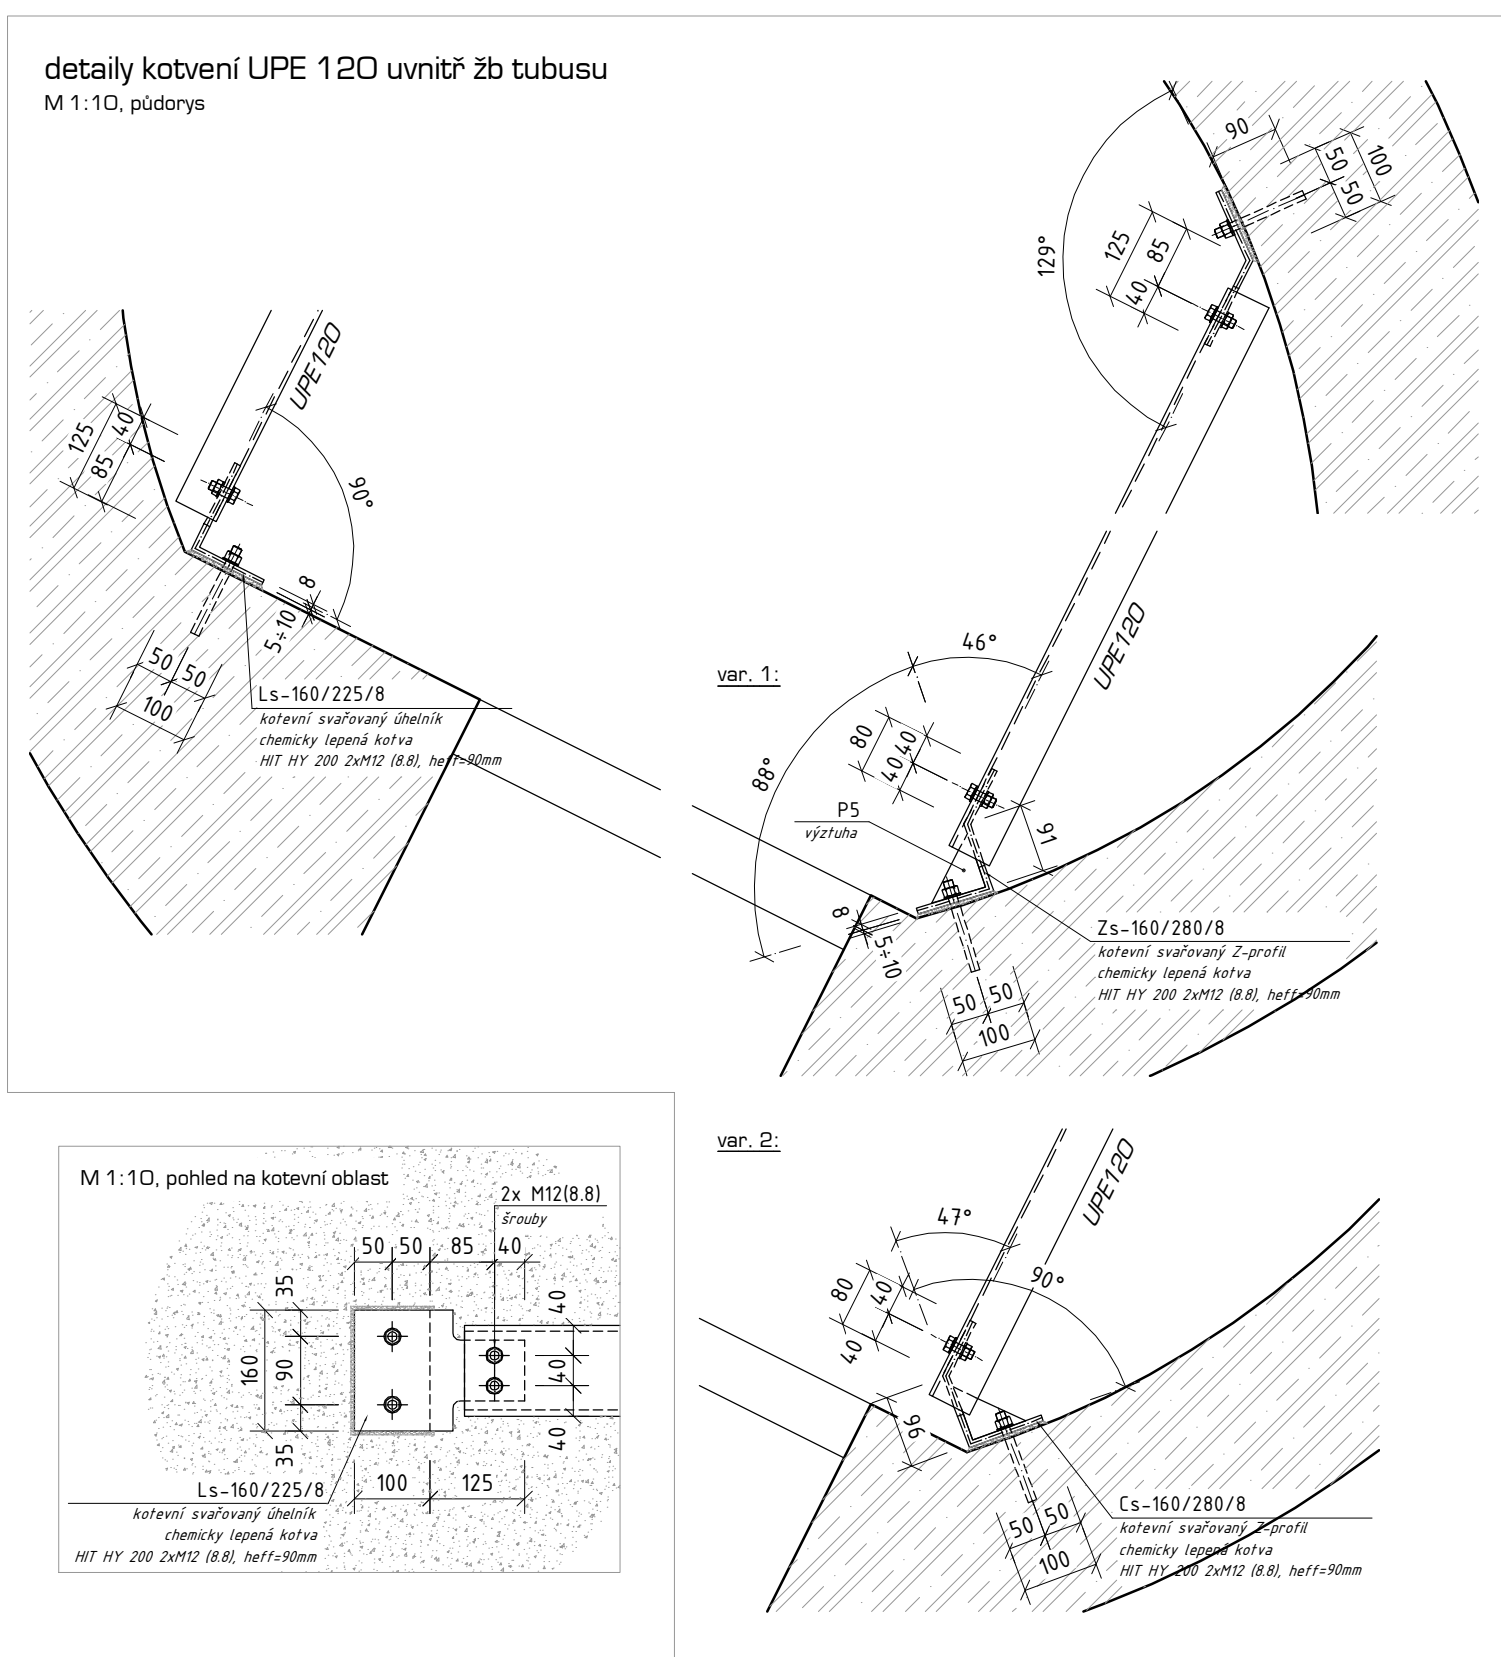 detaily kotvení UPE 120 uvnitř žb tubusu
M 1:10, půdorys
129°
90
50
50
100
125
85
40
UPE120
125
40
85
90°
8
5÷10
50
50
100
Ls-160/225/8
kotevní svařovaný úhelník
chemicky lepená kotva
HIT HY 200 2xM12 (8.8), heff=90mm
var. 1:
46°
UPE120
88°
80
40
40
P5
výztuha
91
8
5÷10
50
50
100
Zs-160/280/8
kotevní svařovaný Z-profil
chemicky lepená kotva
HIT HY 200 2xM12 (8.8), heff=90mm
M 1:10, pohled na kotevní oblast
2x M12(8.8)
šrouby
50
50
85
40
35
160
90
35
40
40
40
100
125
Ls-160/225/8
kotevní svařovaný úhelník
chemicky lepená kotva
HIT HY 200 2xM12 (8.8), heff=90mm
var. 2:
UPE120
47°
90°
80
40
40
96
50
50
100
Cs-160/280/8
kotevní svařovaný Z-profil
chemicky lepená kotva
HIT HY 200 2xM12 (8.8), heff=90mm